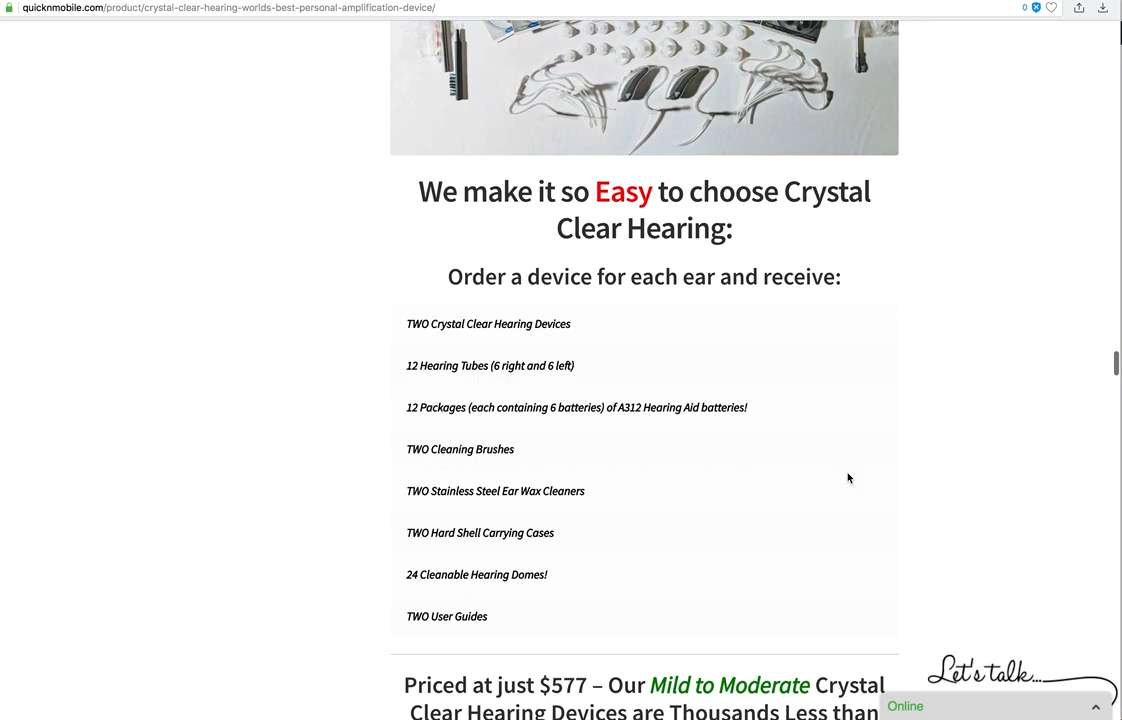 quicknmobile.com/product/crystal-clear-hearing-worlds-best-personal-amplification-device/
0
We make it so Easy to choose Crystal
Clear Hearing:
Order a device for each ear and receive:
TWO Crystal Clear Hearing Devices
12 Hearing Tubes (6 right and 6 left)
12 Packages (each containing 6 batteries) of A312 Hearing Aid batteries!
TWO Cleaning Brushes
TWO Stainless Steel Ear Wax Cleaners
TWO Hard Shell Carrying Cases
24 Cleanable Hearing Domes!
TWO User Guides
Priced at just $577 – Our Mild to Moderate Crystal
Clear Hearing Devices are Thousands Less than
Let's talk...
Online